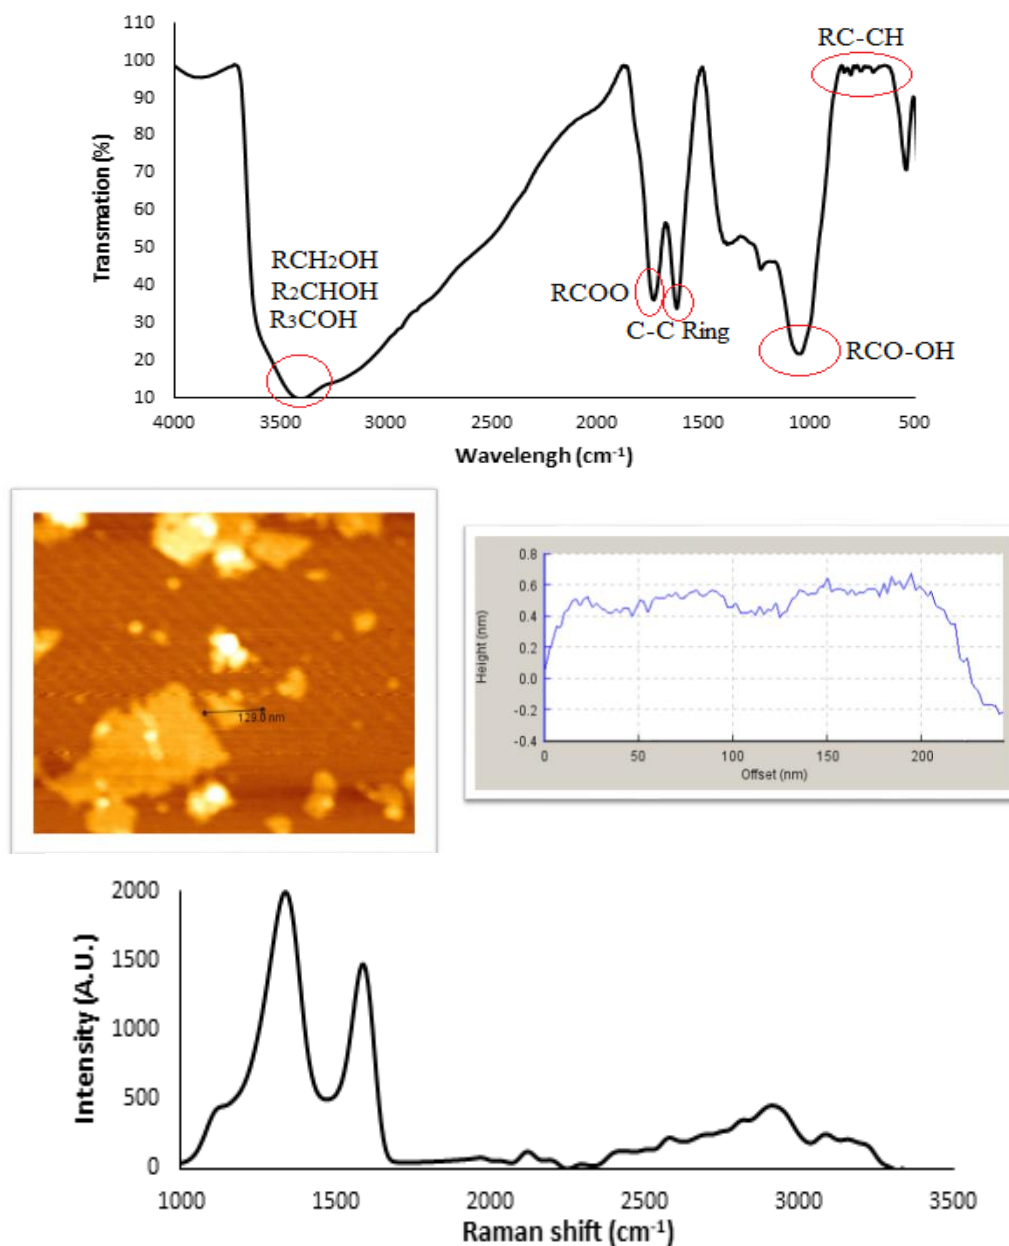 110
100
90
80
70
60
50
40
30
20
10
Transmation (%)
RC-CH
RCH2OH
R2CHOH
R3COH
RCOO
C-C Ring
RCO-OH
4000 3500 3000 2500 2000 1500 1000 500
Wavelengh (cm-1)
129.0 nm
0.8
0.6
0.4
0.2
0.0
-0.2
-0.4
Height (nm)
0 50 100 150 200
Offset (nm)
2000
1500
1000
500
0
Intensity (A.U.)
1000 1500 2000 2500 3000 3500
Raman shift (cm-1)